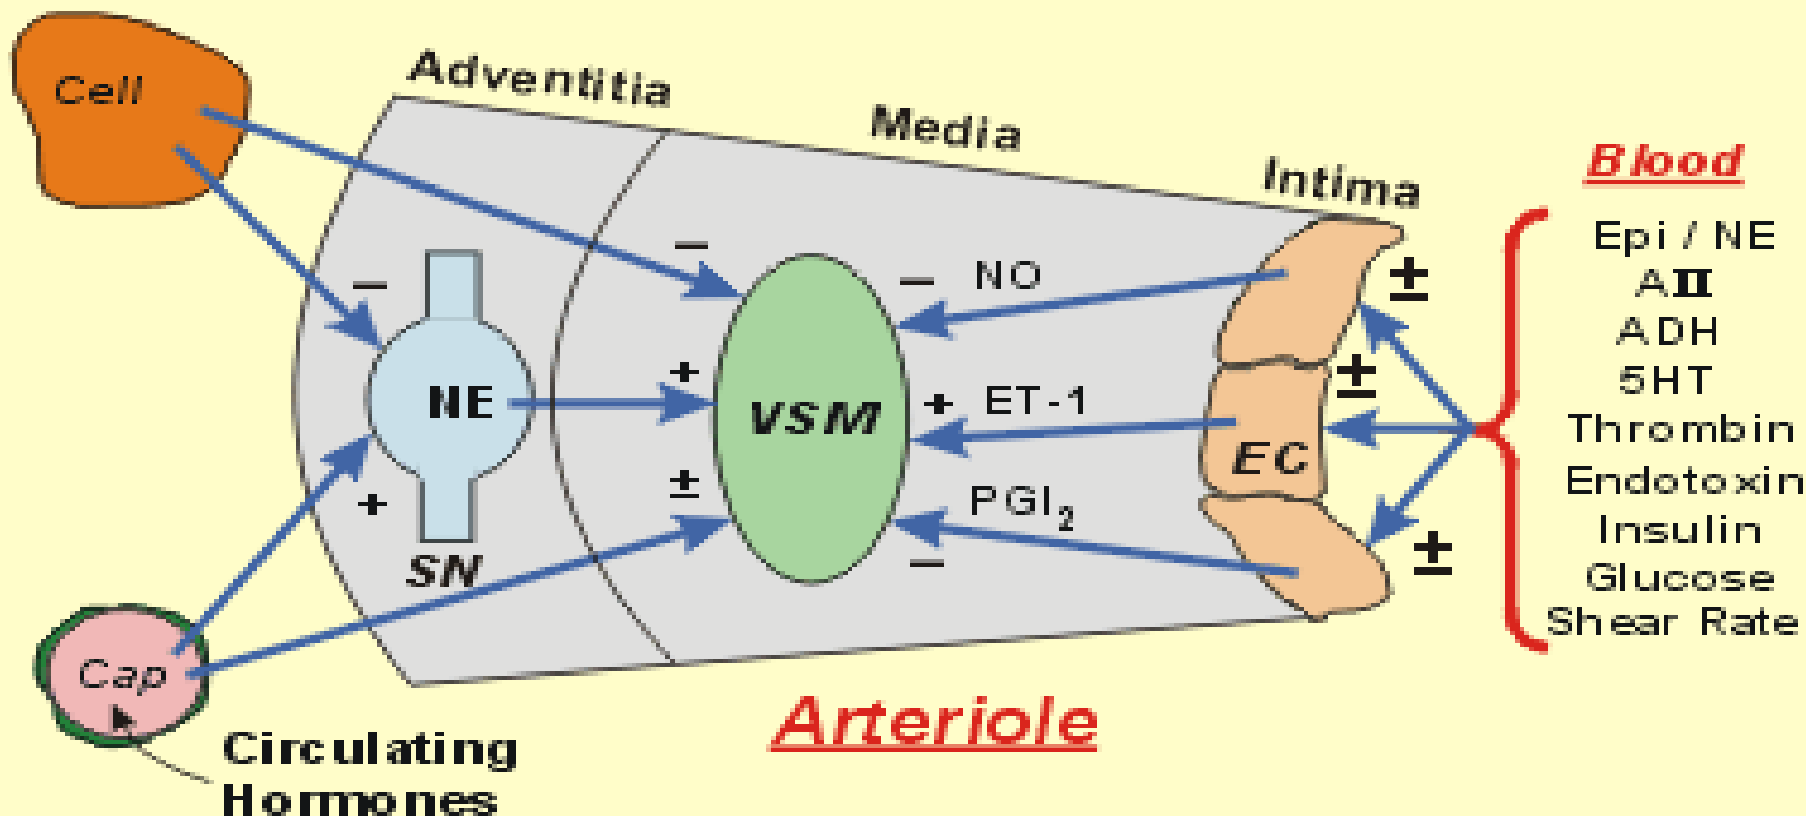 Cell
Adventitia
Media
Intima
Blood
Epi / NE
AII
ADH
5HT
Thrombin
Endotoxin
Insulin
Glucose
Shear Rate
−
−
− NO
±
±
NE
+
VSM
+ ET-1
EC
+
±
PGI₂
−
±
SN
Cap
Circulating
Hormones
Arteriole